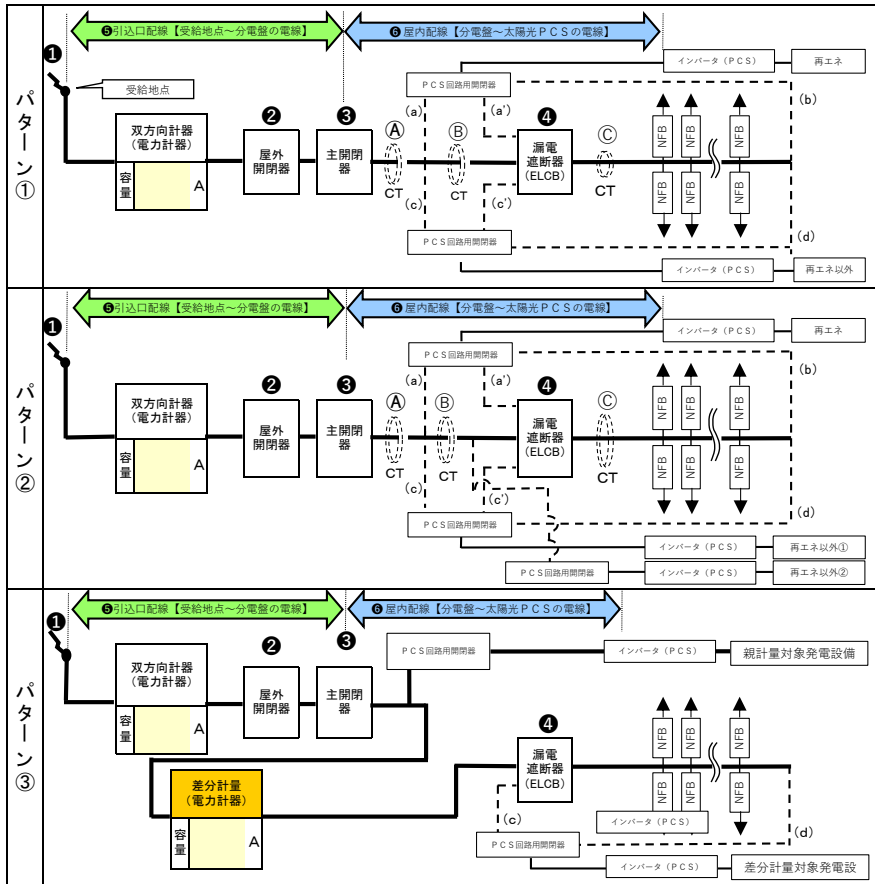 パターン①
❺引込口配線【受給地点～分電盤の電線】
❻屋内配線【分電盤～太陽光ＰＣＳの電線】
❶
受給地点
インバータ（ＰＣＳ）
再エネ
ＰＣＳ回路用開閉器
(a)
(a')
(b)
双方向計器
（電力計器）
容量
A
❷
屋外
開閉器
❸
主開閉
器
Ⓐ
CT
Ⓑ
CT
❹
漏電
遮断器
(ELCB)
Ⓒ
CT
NFB
NFB
NFB
NFB
NFB
NFB
(c)
(c')
(d)
ＰＣＳ回路用開閉器
インバータ（ＰＣＳ）
再エネ以外
パターン②
❺引込口配線【受給地点～分電盤の電線】
❻屋内配線【分電盤～太陽光ＰＣＳの電線】
❶
インバータ（ＰＣＳ）
再エネ
ＰＣＳ回路用開閉器
(a)
(a')
(b)
双方向計器
（電力計器）
容量
A
❷
屋外
開閉器
❸
主開閉
器
Ⓐ
CT
Ⓑ
CT
❹
漏電
遮断器
(ELCB)
Ⓒ
CT
NFB
NFB
NFB
NFB
NFB
NFB
(c)
(c')
(d)
ＰＣＳ回路用開閉器
インバータ（ＰＣＳ）
再エネ以外①
ＰＣＳ回路用開閉器
インバータ（ＰＣＳ）
再エネ以外②
パターン③
❺引込口配線【受給地点～分電盤の電線】
❻屋内配線【分電盤～太陽光ＰＣＳの電線】
❶
双方向計器
（電力計器）
容量
A
❷
屋外
開閉器
❸
主開閉
器
ＰＣＳ回路用開閉器
インバータ（ＰＣＳ）
親計量対象発電設備
差分計量
（電力計器）
容量
A
❹
漏電
遮断器
(ELCB)
NFB
NFB
NFB
NFB
NFB
NFB
インバータ（ＰＣＳ）
(c)
(d)
ＰＣＳ回路用開閉器
インバータ（ＰＣＳ）
差分計量対象発電設